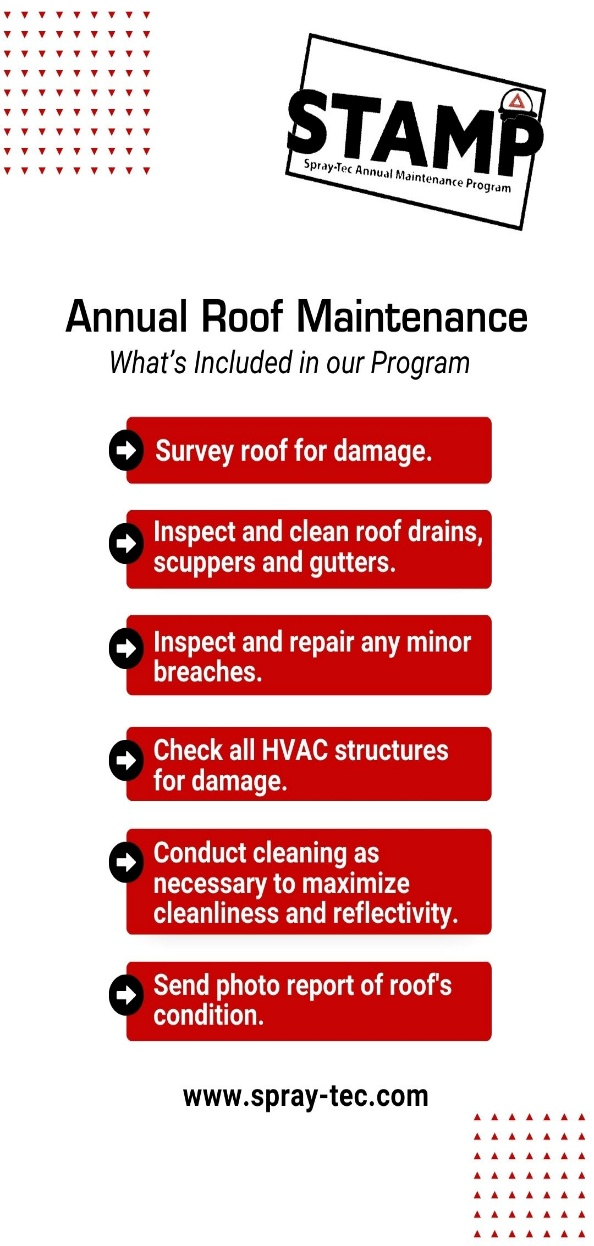 STAMP
Spray-Tec Annual Maintenance Program
Annual Roof Maintenance
What's Included in our Program
Survey roof for damage.
Inspect and clean roof drains,
scuppers and gutters.
Inspect and repair any minor
breaches.
Check all HVAC structures
for damage.
Conduct cleaning as
necessary to maximize
cleanliness and reflectivity.
Send photo report of roof's
condition.
www.spray-tec.com